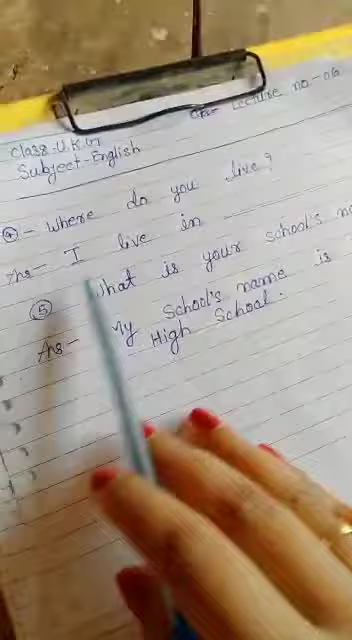 Lecture no-06
Class-U.K.G
Subject-English
④- Where do you live?
Ans- I live in
⑤ What is your school's
Ans- My School's name is
High School.